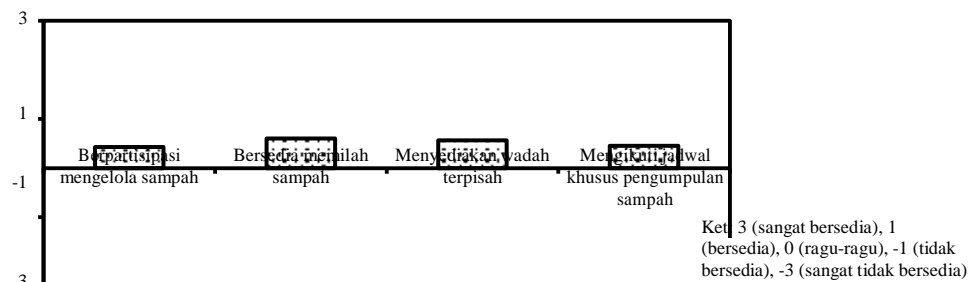 3
1
-1
-3
Berpartisipasi
mengelola sampah
Bersedia memilah
sampah
Menyediakan wadah
terpisah
Mengikuti jadwal
khusus pengumpulan
sampah
Ket: 3 (sangat bersedia), 1
(bersedia), 0 (ragu-ragu), -1 (tidak
bersedia), -3 (sangat tidak bersedia)